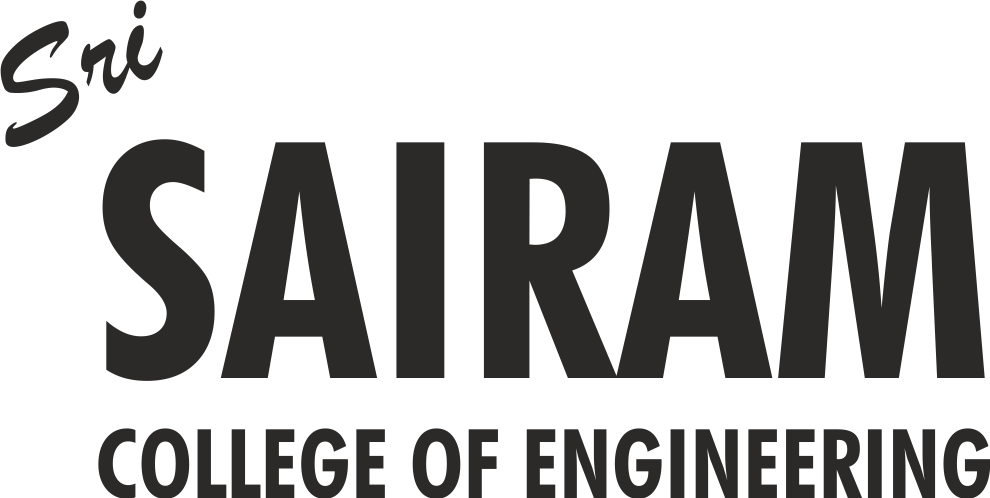 Sri
SAIRAM
COLLEGE OF ENGINEERING